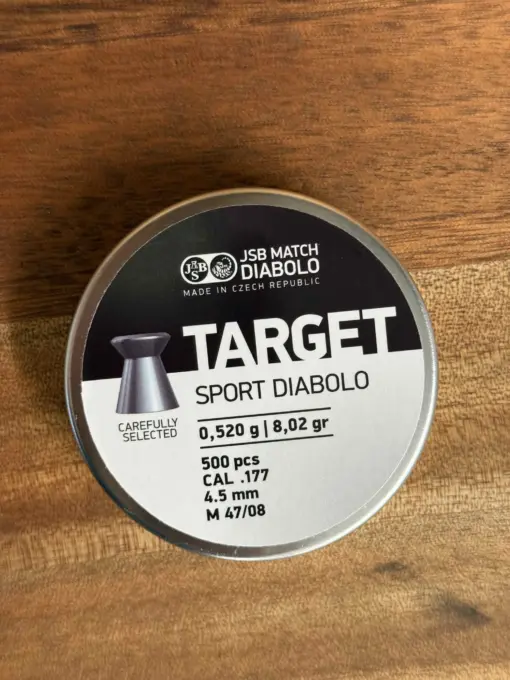 JSB
JSB MATCH
DIABOLO
MADE IN CZECH REPUBLIC
TARGET
SPORT DIABOLO
CAREFULLY
SELECTED
0,520 g | 8,02 gr
500 pcs
CAL .177
4.5 mm
M 47/08